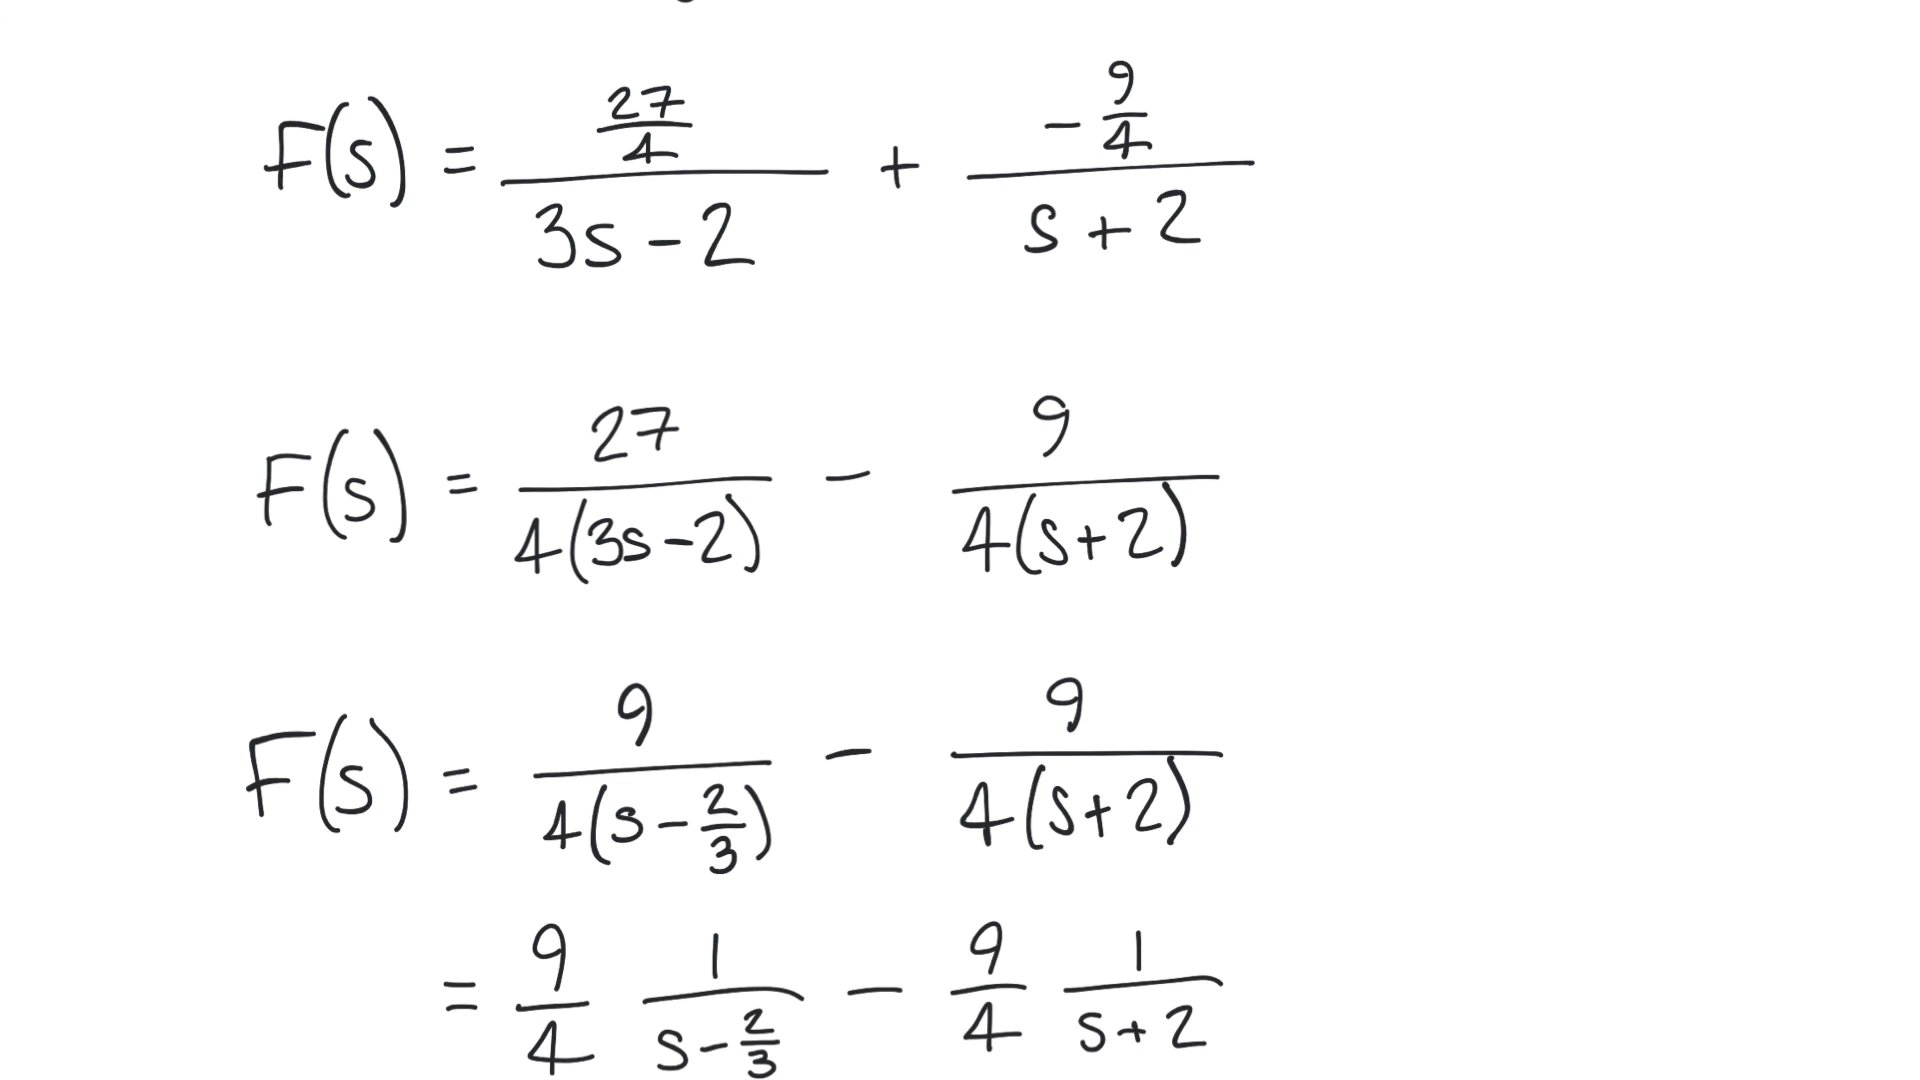 F(s) = (27/4)/(3s - 2) + (-9/4)/(s + 2)
F(s) = 27/(4(3s - 2)) - 9/(4(s + 2))
F(s) = 9/(4(s - 2/3)) - 9/(4(s + 2))
= 9/4 1/(s - 2/3) - 9/4 1/(s + 2)